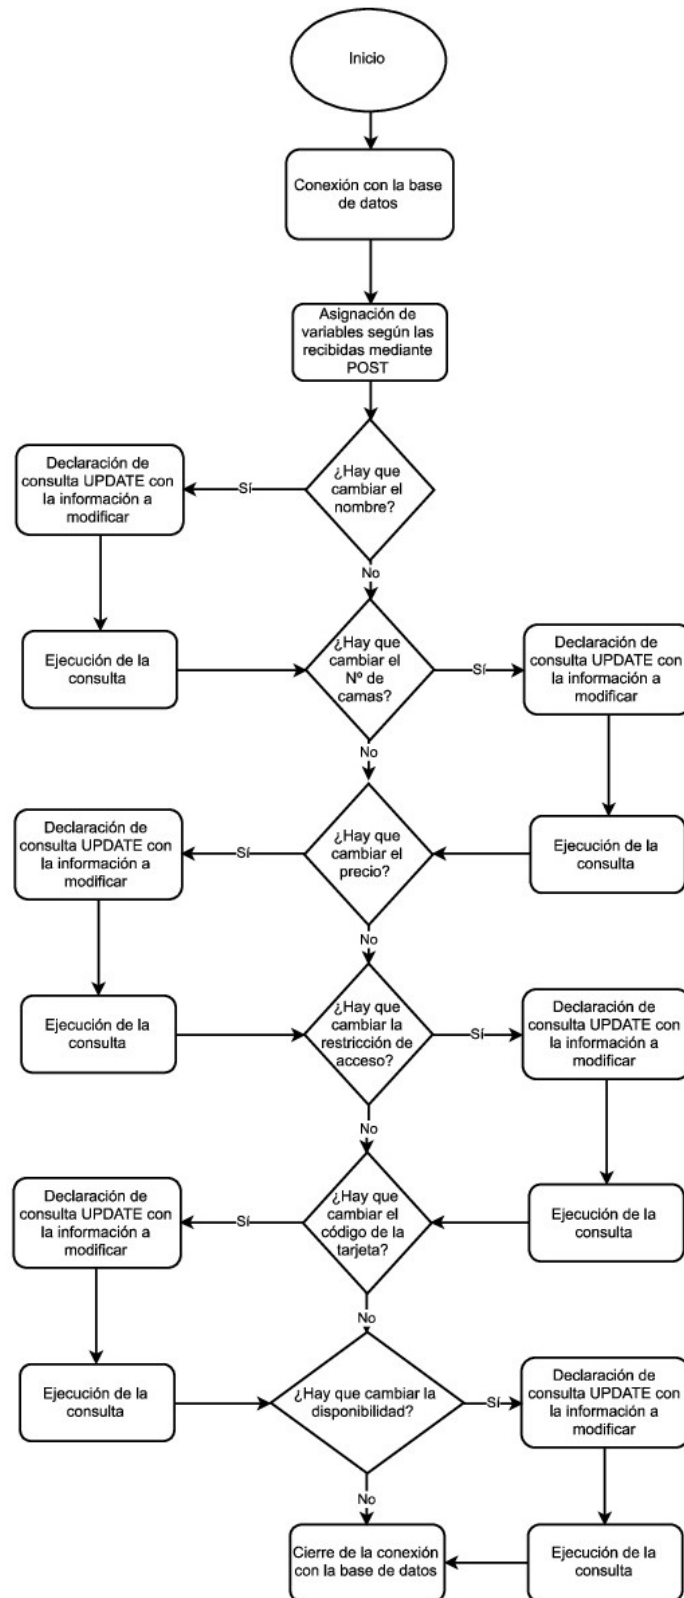 Inicio
Conexión con la base
de datos
Asignación de
variables según las
recibidas mediante
POST
¿Hay que
cambiar el
nombre?
Sí
Declaración de
consulta UPDATE con
la información a
modificar
Ejecución de la
consulta
No
¿Hay que
cambiar el
Nº de
camas?
Sí
Declaración de
consulta UPDATE con
la información a
modificar
Ejecución de la
consulta
No
¿Hay que
cambiar el
precio?
Sí
Declaración de
consulta UPDATE con
la información a
modificar
Ejecución de la
consulta
No
¿Hay que
cambiar la
restricción de
acceso?
Sí
Declaración de
consulta UPDATE con
la información a
modificar
Ejecución de la
consulta
No
¿Hay que
cambiar el
código de la
tarjeta?
Sí
Declaración de
consulta UPDATE con
la información a
modificar
Ejecución de la
consulta
No
¿Hay que cambiar la
disponibilidad?
Sí
Declaración de
consulta UPDATE con
la información a
modificar
Ejecución de la
consulta
No
Cierre de la conexión
con la base de datos